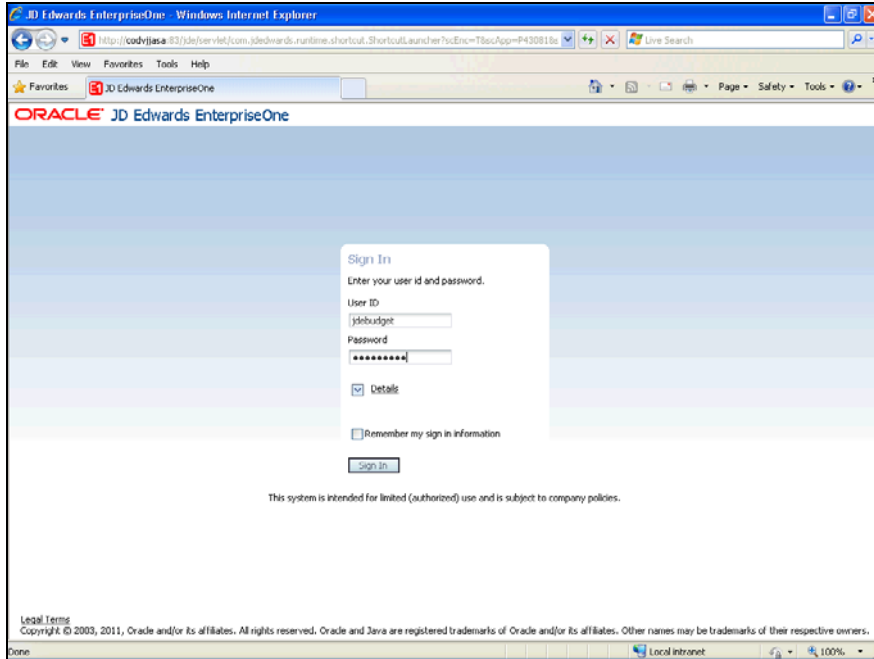 JD Edwards EnterpriseOne - Windows Internet Explorer
http://codvjjasa:83/jde/servlet/com.jdedwards.runtime.shortcut.ShortcutLauncher?scEnc=T&scApp=P430818e
Live Search
File Edit View Favorites Tools Help
Favorites JD Edwards EnterpriseOne Page Safety Tools
ORACLE JD Edwards EnterpriseOne
Sign In
Enter your user id and password.
User ID
jdebudget
Password
•••••••••
Details
Remember my sign in information
Sign In
This system is intended for limited (authorized) use and is subject to company policies.
Legal Terms
Copyright © 2003, 2011, Oracle and/or its affiliates. All rights reserved. Oracle and Java are registered trademarks of Oracle and/or its affiliates. Other names may be trademarks of their respective owners.
Done Local intranet 100%